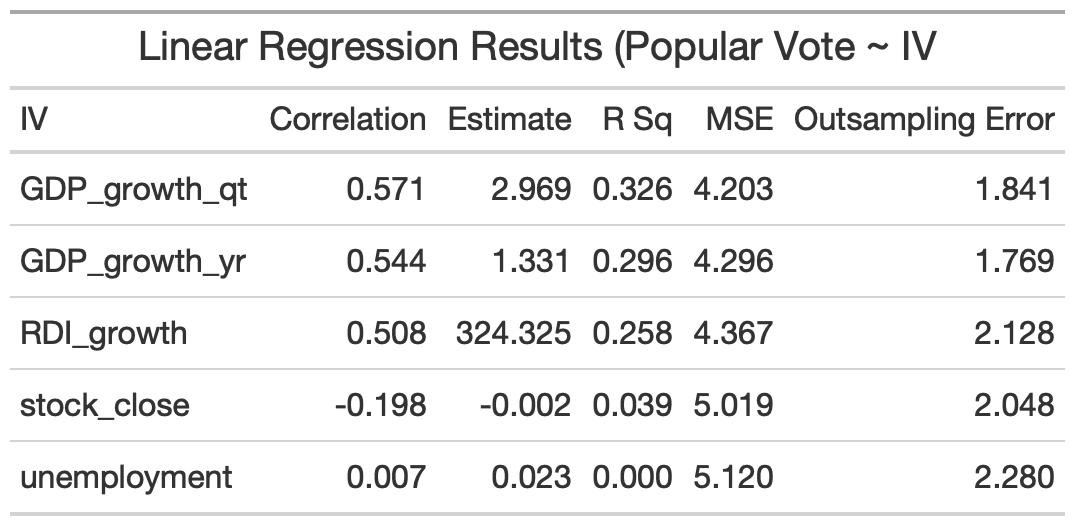 Linear Regression Results (Popular Vote ~ IV
IV Correlation Estimate R Sq MSE Outsampling Error
GDP_growth_qt 0.571 2.969 0.326 4.203 1.841
GDP_growth_yr 0.544 1.331 0.296 4.296 1.769
RDI_growth 0.508 324.325 0.258 4.367 2.128
stock_close -0.198 -0.002 0.039 5.019 2.048
unemployment 0.007 0.023 0.000 5.120 2.280